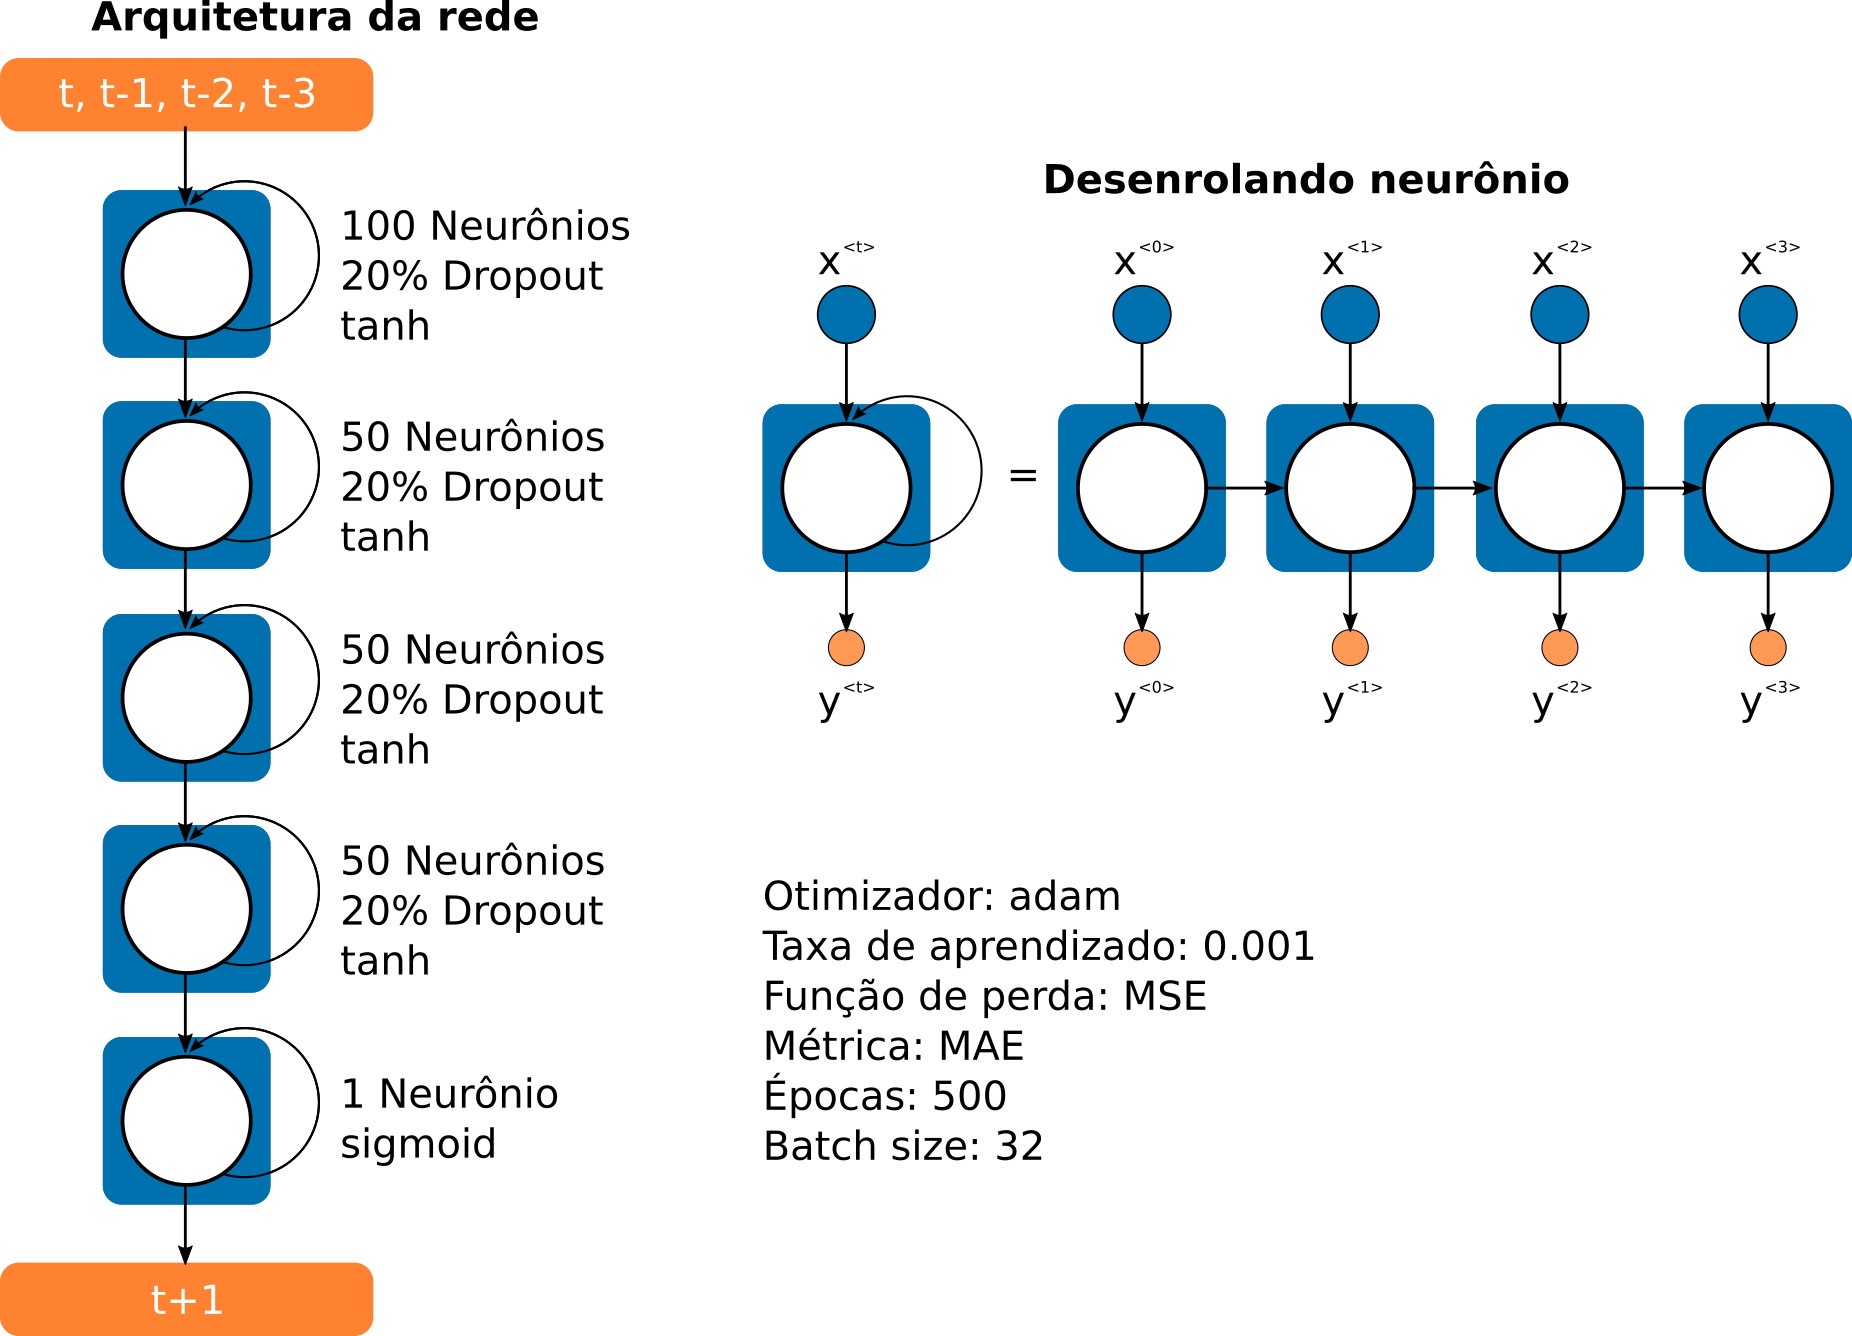 Arquitetura da rede
t, t-1, t-2, t-3
100 Neurônios
20% Dropout
tanh
50 Neurônios
20% Dropout
tanh
50 Neurônios
20% Dropout
tanh
50 Neurônios
20% Dropout
tanh
1 Neurônio
sigmoid
t+1
Desenrolando neurônio
x<t> x<0> x<1> x<2> x<3>
=
y<t> y<0> y<1> y<2> y<3>
Otimizador: adam
Taxa de aprendizado: 0.001
Função de perda: MSE
Métrica: MAE
Épocas: 500
Batch size: 32